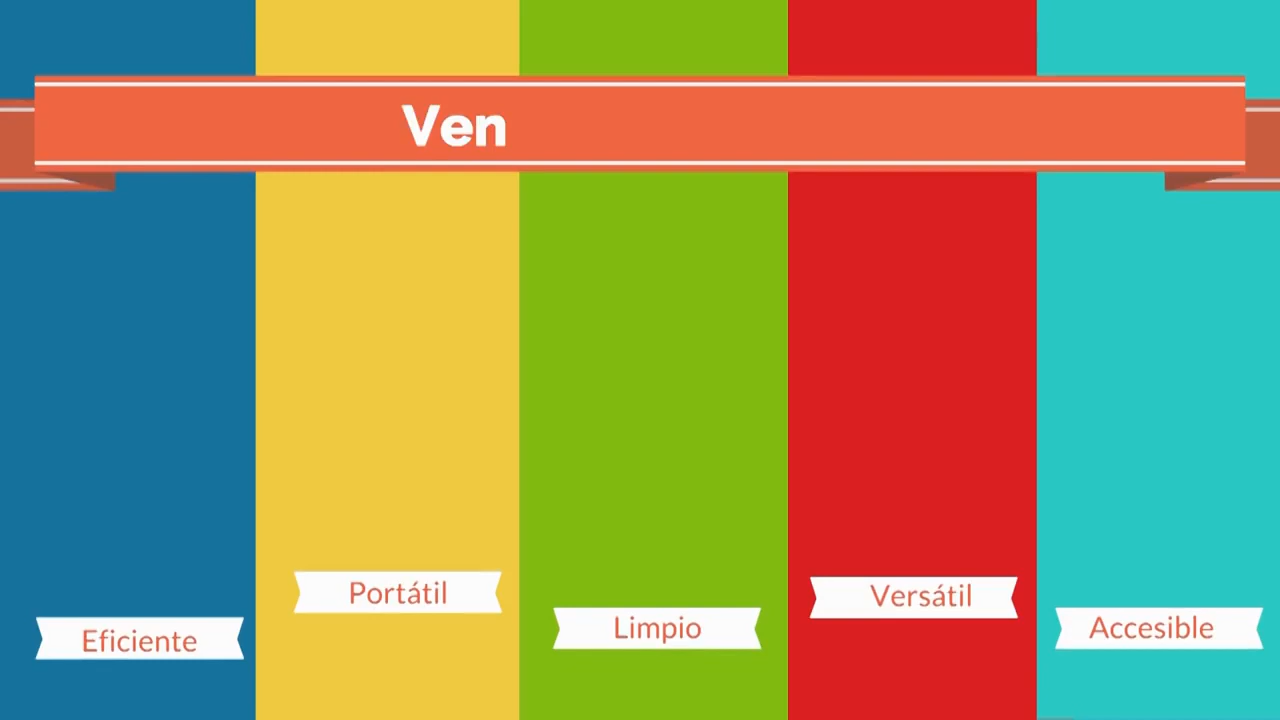 Ven
Eficiente
Portátil
Limpio
Versátil
Accesible